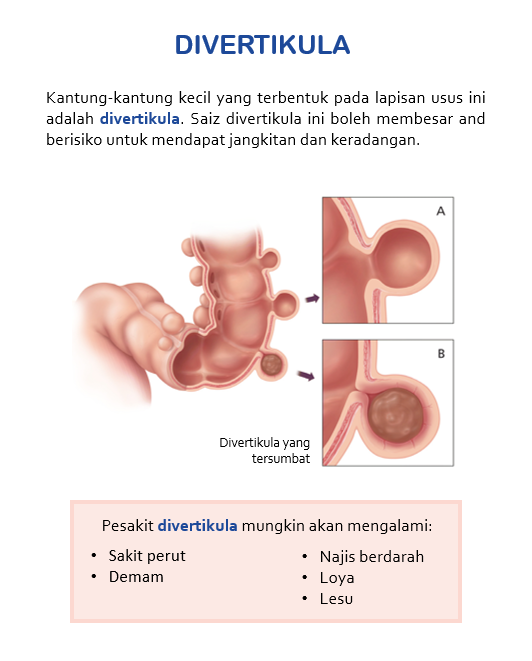 DIVERTIKULA
Kantung-kantung kecil yang terbentuk pada lapisan usus ini
adalah divertikula. Saiz divertikula ini boleh membesar and
berisiko untuk mendapat jangkitan dan keradangan.
A
B
Divertikula yang
tersumbat
Pesakit divertikula mungkin akan mengalami:
• Sakit perut
• Demam
• Najis berdarah
• Loya
• Lesu